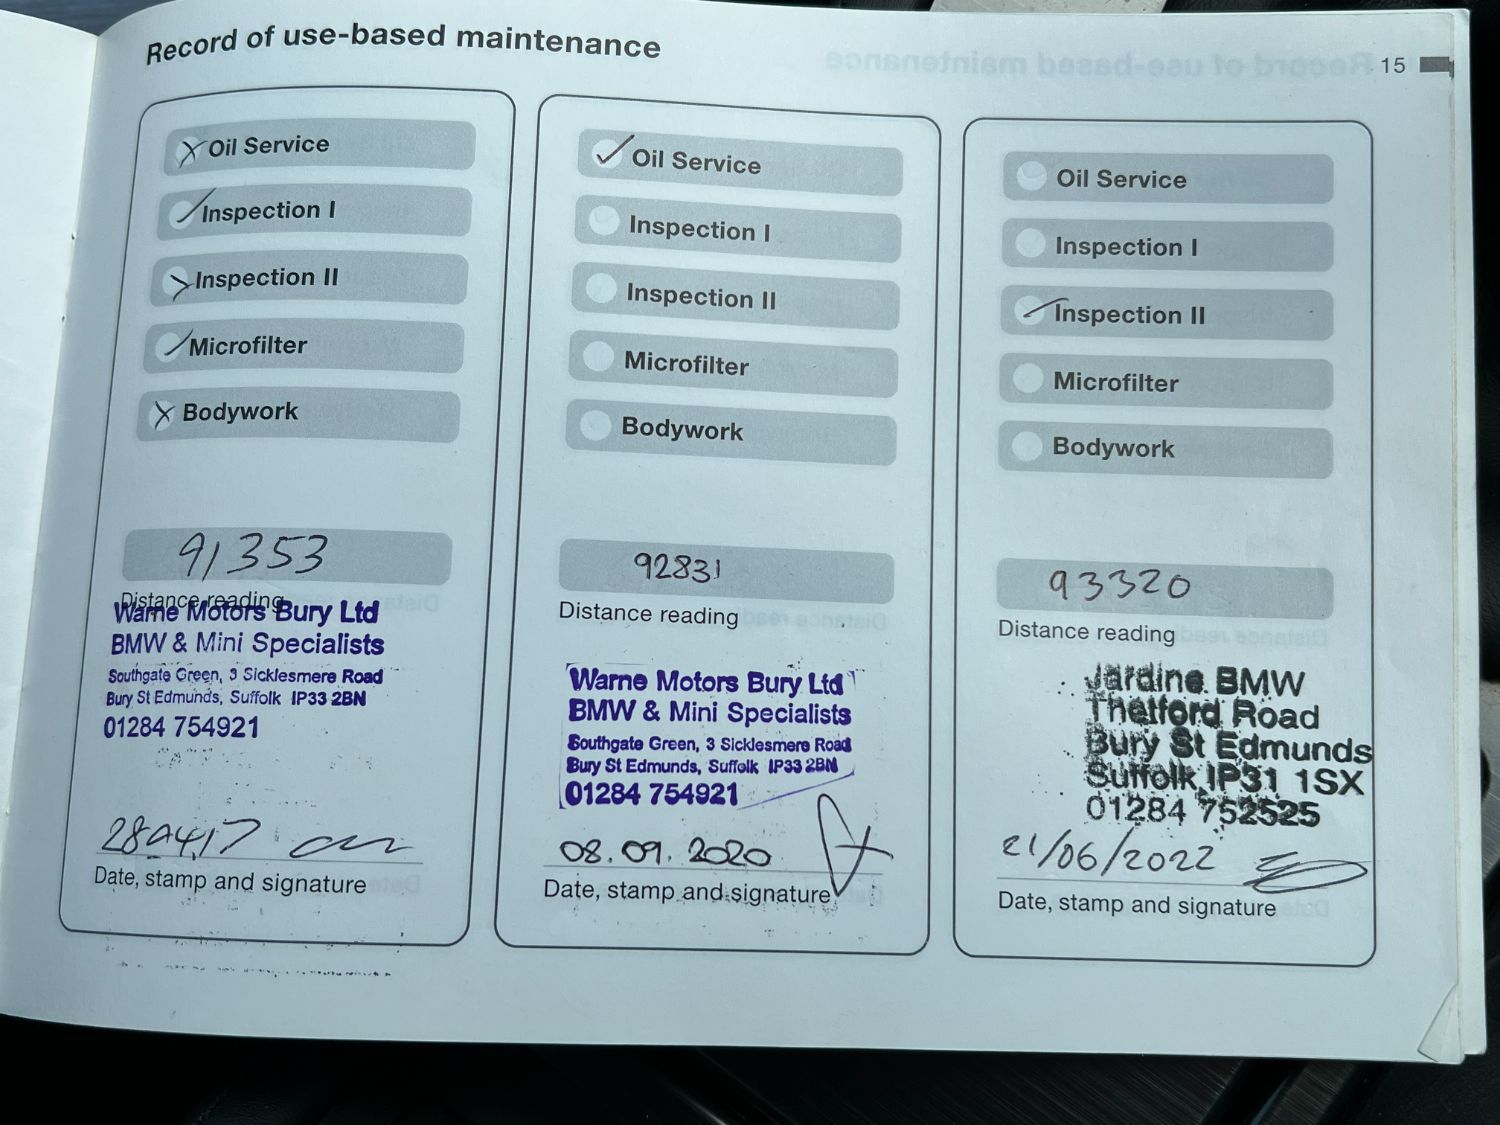 Record of use-based maintenance
15
Oil Service
Inspection I
Inspection II
Microfilter
Bodywork
91353
Distance reading
Warne Motors Bury Ltd
BMW & Mini Specialists
Southgate Green, 3 Sicklesmere Road
Bury St Edmunds, Suffolk IP33 2BN
01284 754921
Date, stamp and signature
Oil Service
Inspection I
Inspection II
Microfilter
Bodywork
92831
Distance reading
Warne Motors Bury Ltd
BMW & Mini Specialists
Southgate Green, 3 Sicklesmere Road
Bury St Edmunds, Suffolk IP33 2BN
01284 754921
08.09.2020
Date, stamp and signature
Oil Service
Inspection I
Inspection II
Microfilter
Bodywork
93320
Distance reading
Jardine BMW
Thetford Road
Bury St Edmunds
Suffolk IP31 1SX
01284 752525
21/06/2022
Date, stamp and signature